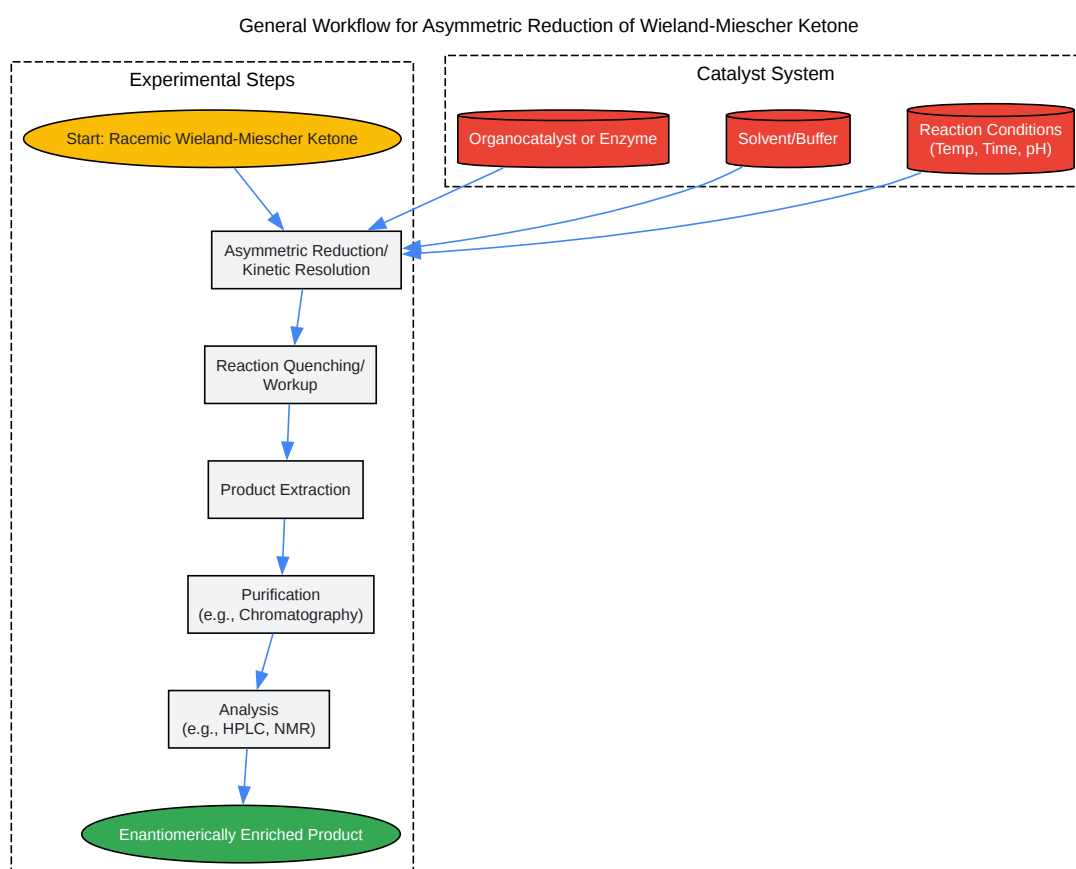 General Workflow for Asymmetric Reduction of Wieland-Miescher Ketone
Experimental Steps
Start: Racemic Wieland-Miescher Ketone
Asymmetric Reduction/
Kinetic Resolution
Reaction Quenching/
Workup
Product Extraction
Purification
(e.g., Chromatography)
Analysis
(e.g., HPLC, NMR)
Enantiomerically Enriched Product
Catalyst System
Organocatalyst or Enzyme
Solvent/Buffer
Reaction Conditions
(Temp, Time, pH)